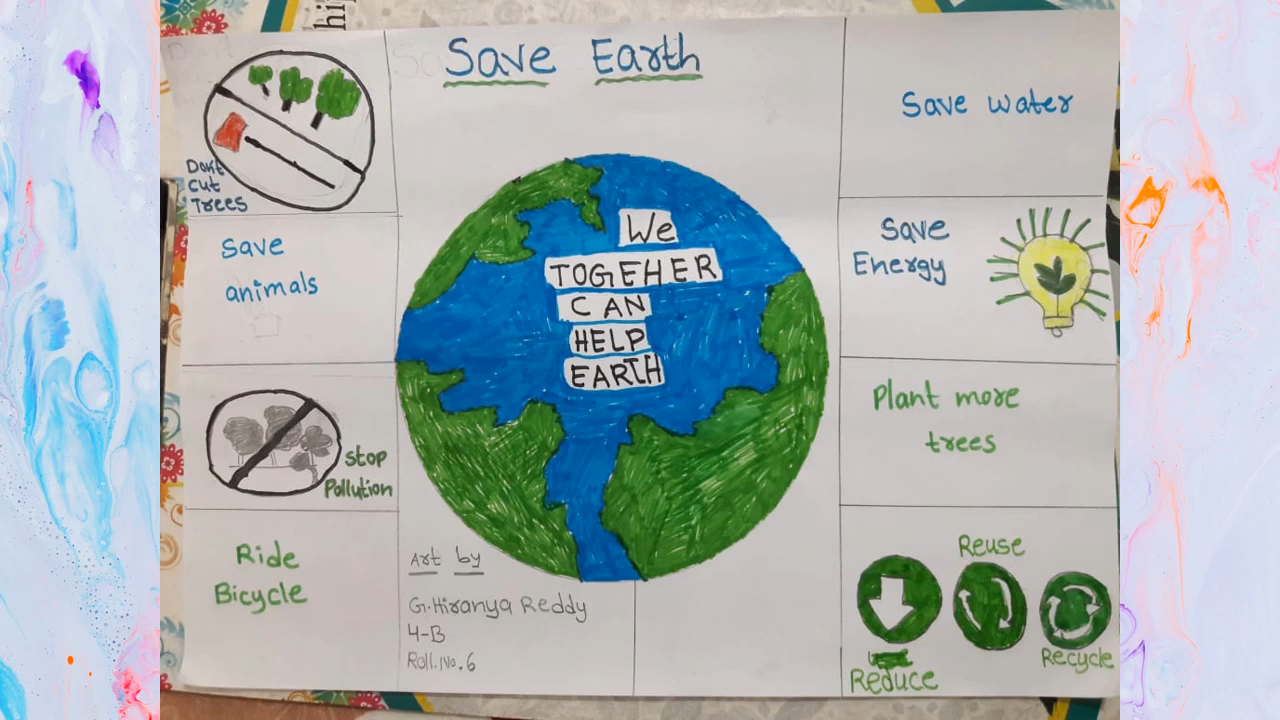 Save Earth
Dont
Cut
Trees
Save
animals
Stop
Pollution
Ride
Bicycle
We
TOGEHER
CAN
HELP
EARTH
Art by
G.Hiranya Reddy
4-B
Roll.No.6
Save water
Save
Energy
Plant more
trees
Reuse
Recycle
Reduce